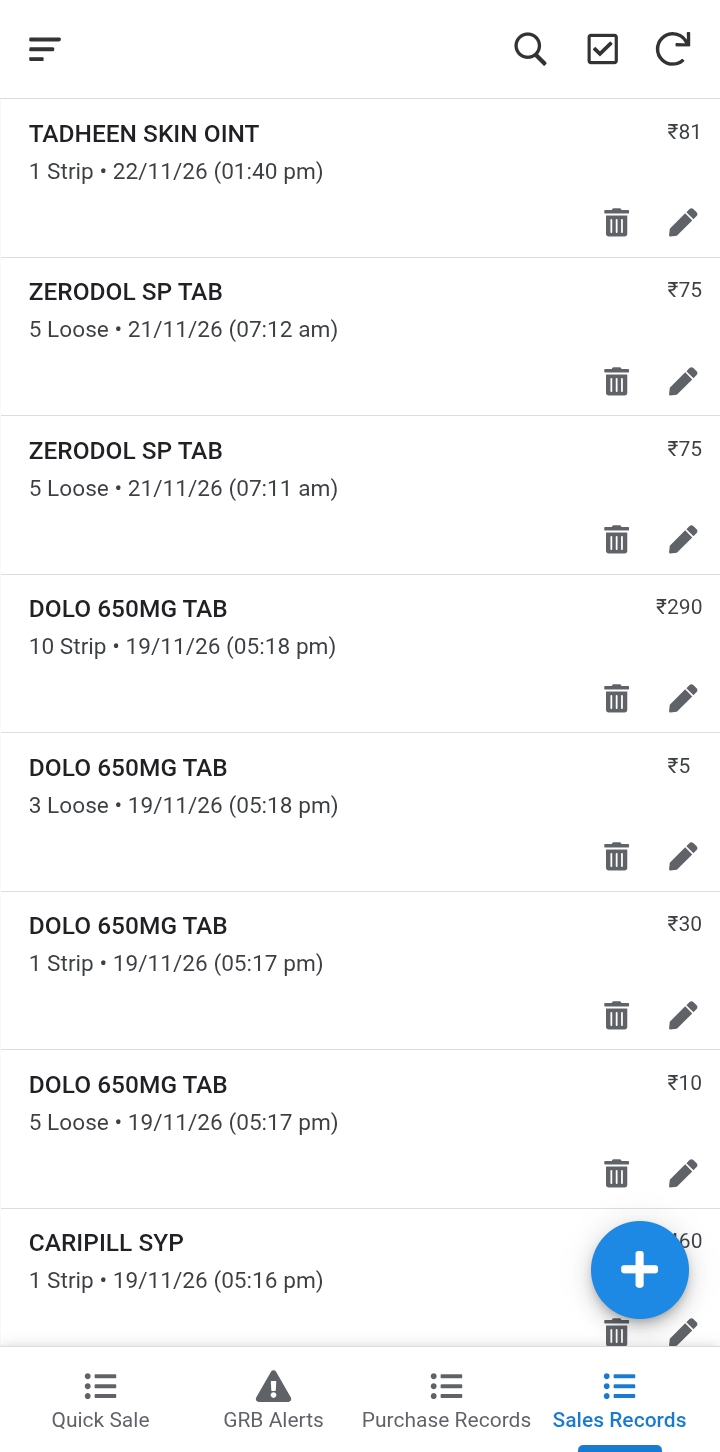 TADHEEN SKIN OINT
₹81
1 Strip • 22/11/26 (01:40 pm)
ZERODOL SP TAB
₹75
5 Loose • 21/11/26 (07:12 am)
ZERODOL SP TAB
₹75
5 Loose • 21/11/26 (07:11 am)
DOLO 650MG TAB
₹290
10 Strip • 19/11/26 (05:18 pm)
DOLO 650MG TAB
₹5
3 Loose • 19/11/26 (05:18 pm)
DOLO 650MG TAB
₹30
1 Strip • 19/11/26 (05:17 pm)
DOLO 650MG TAB
₹10
5 Loose • 19/11/26 (05:17 pm)
CARIPILL SYP
1 Strip • 19/11/26 (05:16 pm)
Quick Sale
GRB Alerts
Purchase Records
Sales Records